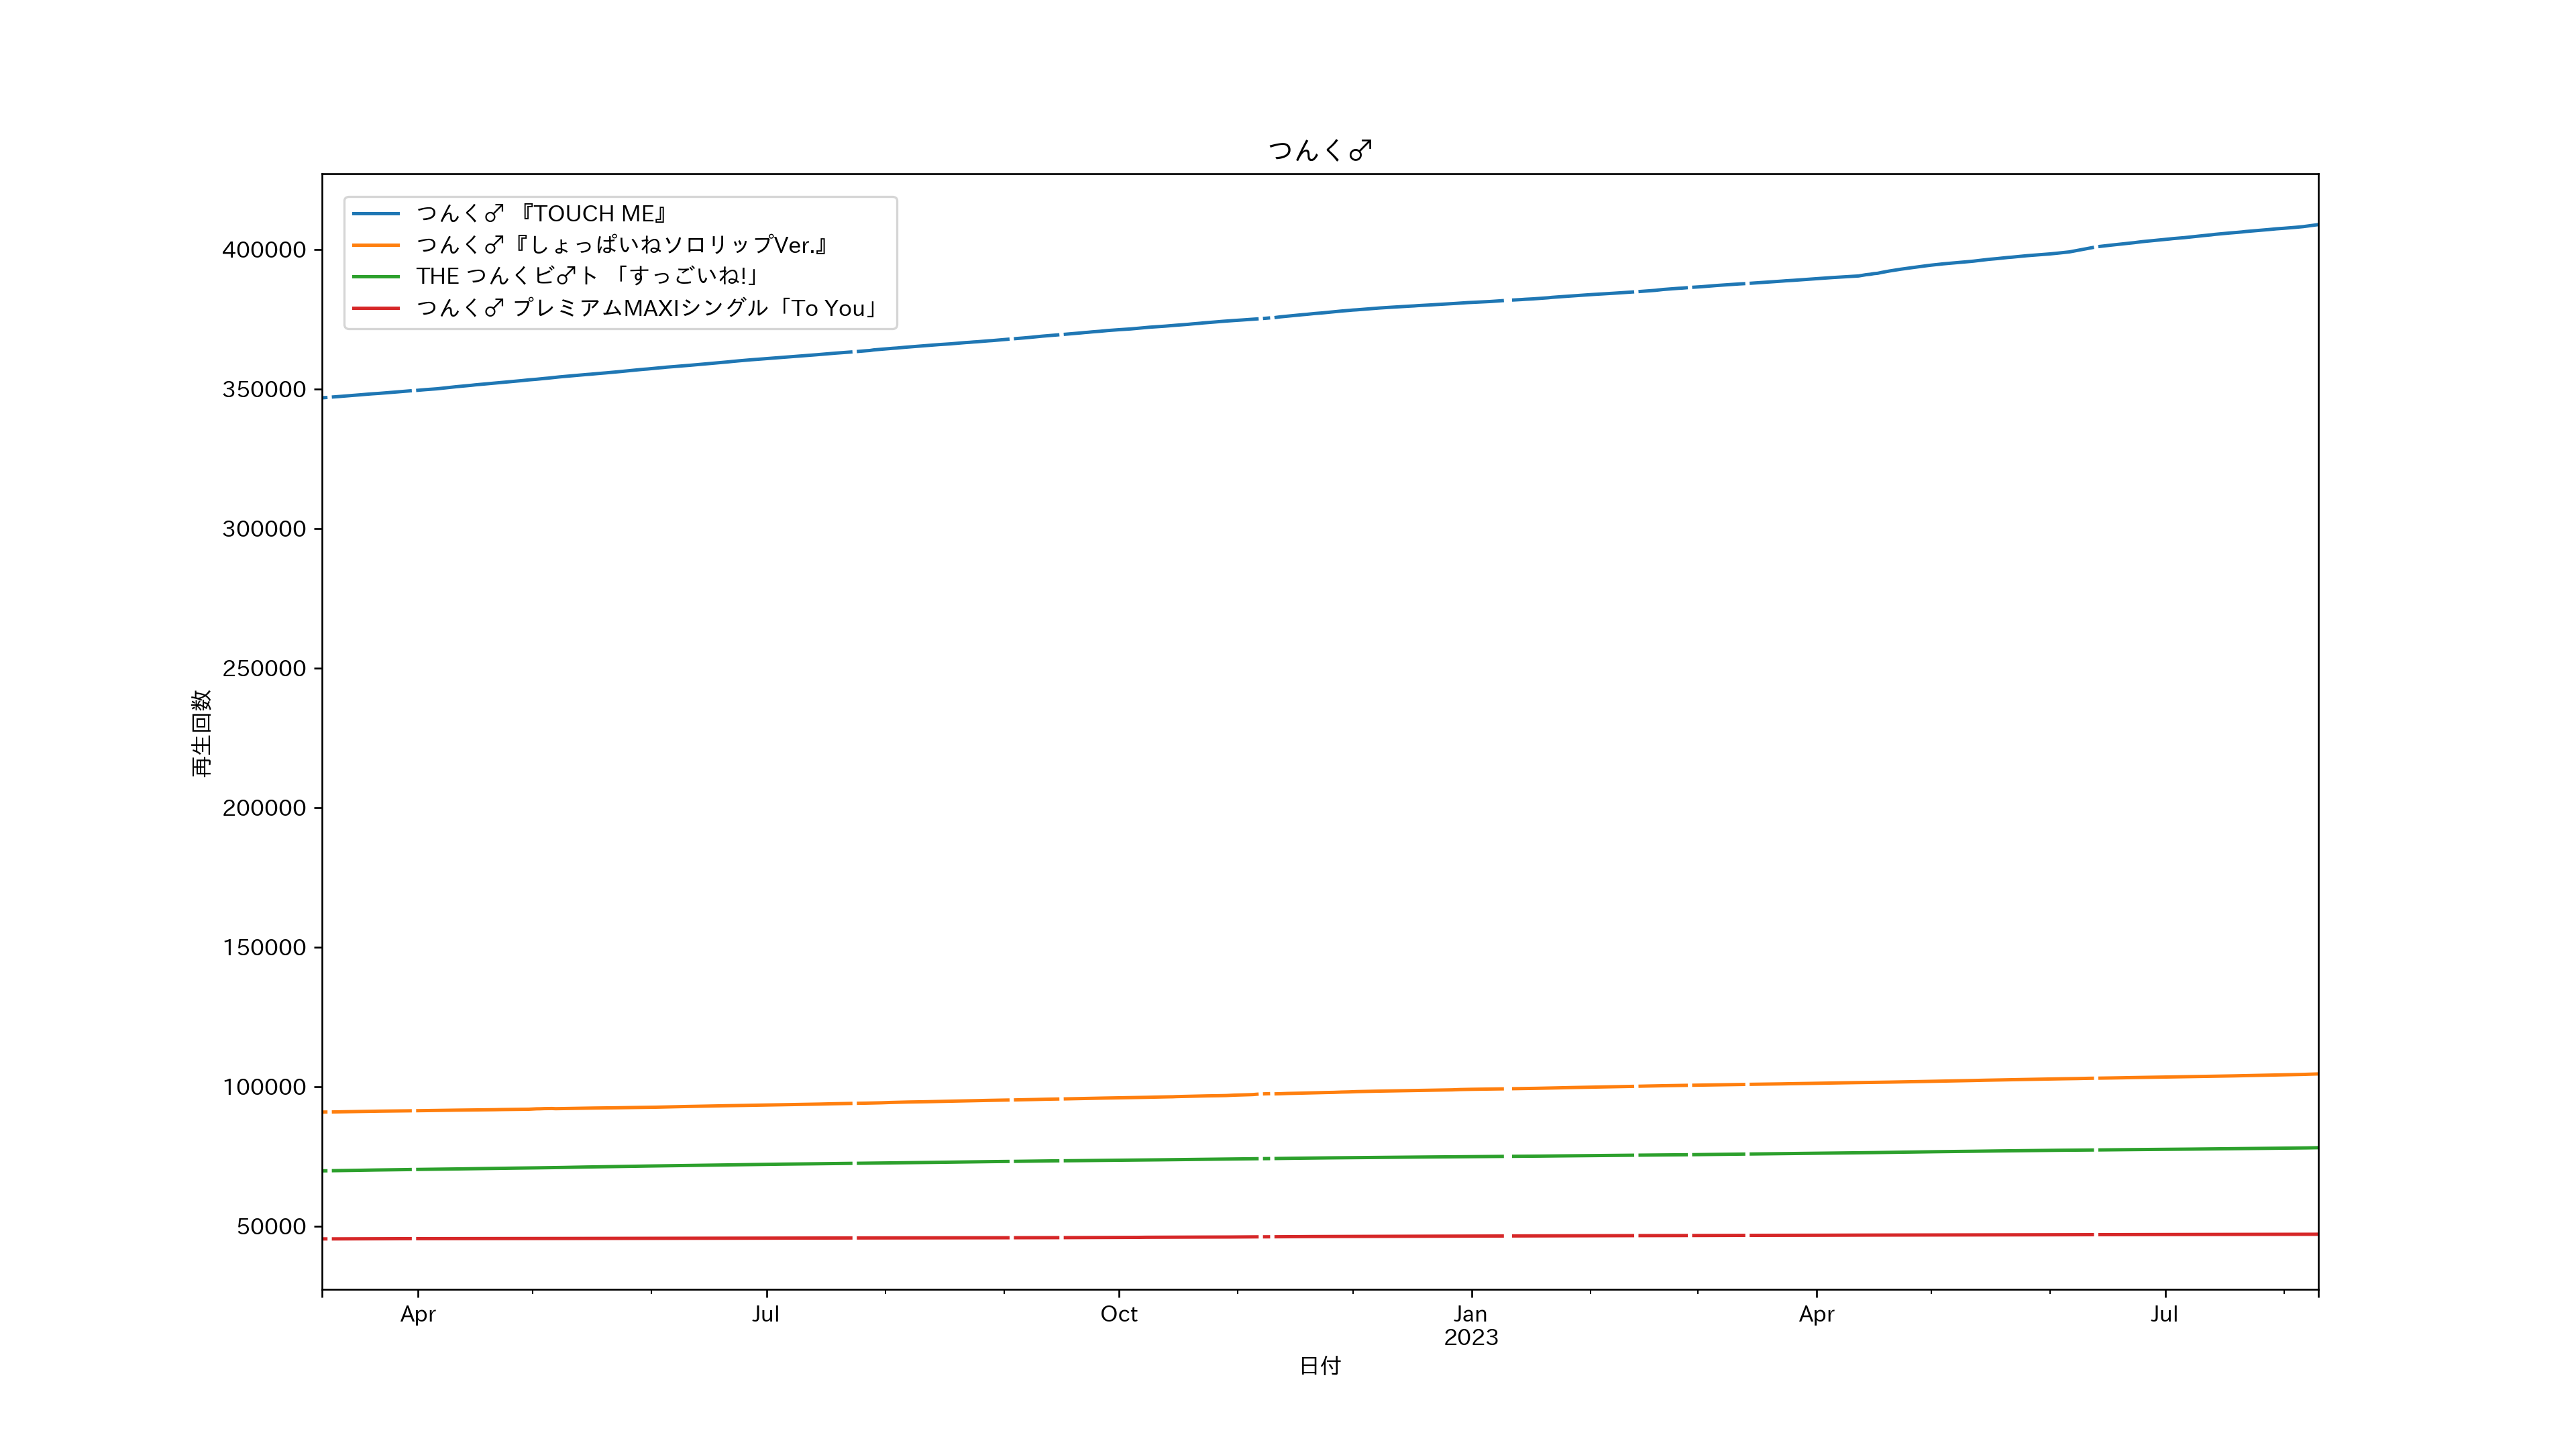 つんく♂
つんく♂ 『TOUCH ME』
つんく♂『しょっぱいねソロリップVer.』
THE つんくビ♂ト 「すっごいね!」
つんく♂ プレミアムMAXIシングル「To You」
400000
350000
300000
250000
200000
150000
100000
50000
再生回数
Apr Jul Oct Jan Apr Jul
2023
日付